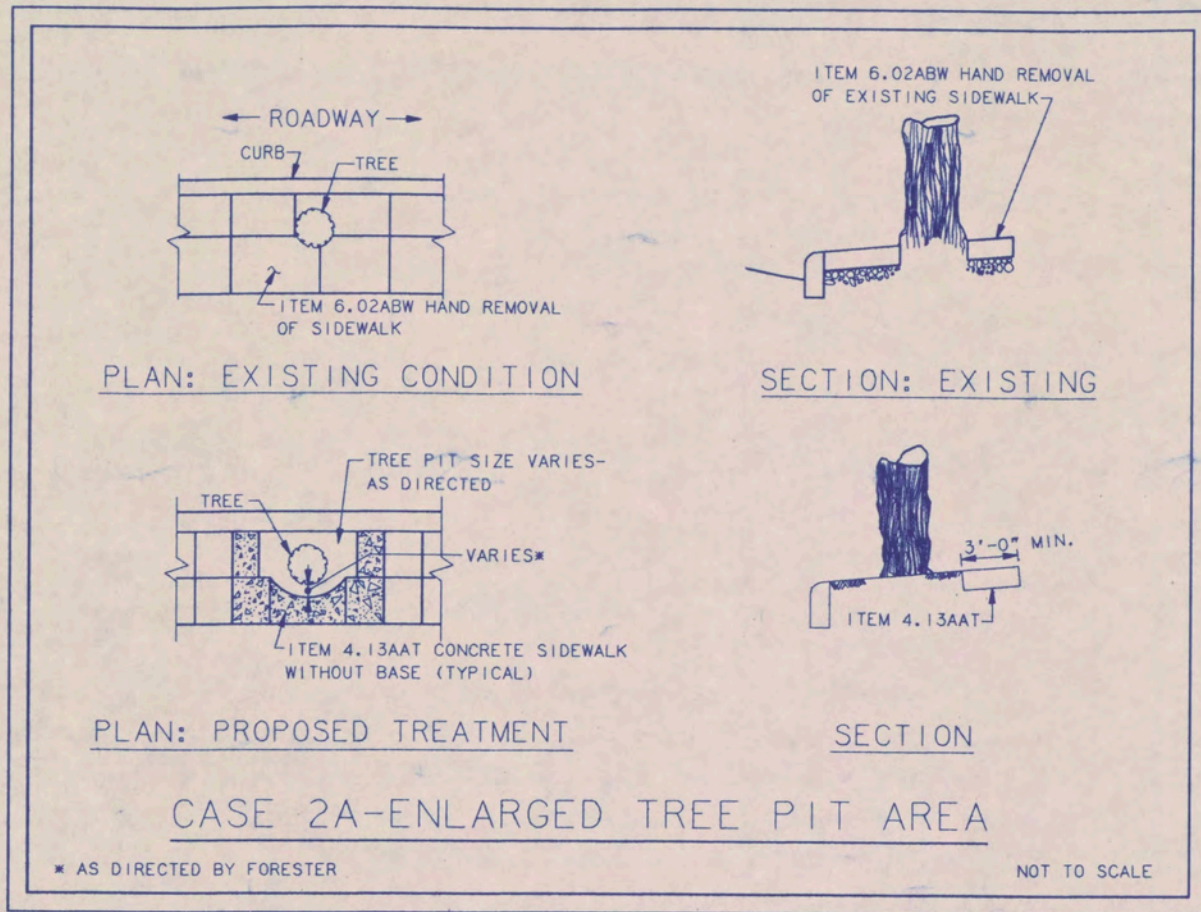 ← ROADWAY →
CURB
TREE
ITEM 6.02ABW HAND REMOVAL
OF SIDEWALK
PLAN: EXISTING CONDITION
ITEM 6.02ABW HAND REMOVAL
OF EXISTING SIDEWALK
SECTION: EXISTING
TREE PIT SIZE VARIES-
AS DIRECTED
TREE
VARIES*
ITEM 4.13AAT CONCRETE SIDEWALK
WITHOUT BASE (TYPICAL)
PLAN: PROPOSED TREATMENT
3'-0" MIN.
ITEM 4.13AAT
SECTION
CASE 2A-ENLARGED TREE PIT AREA
* AS DIRECTED BY FORESTER
NOT TO SCALE